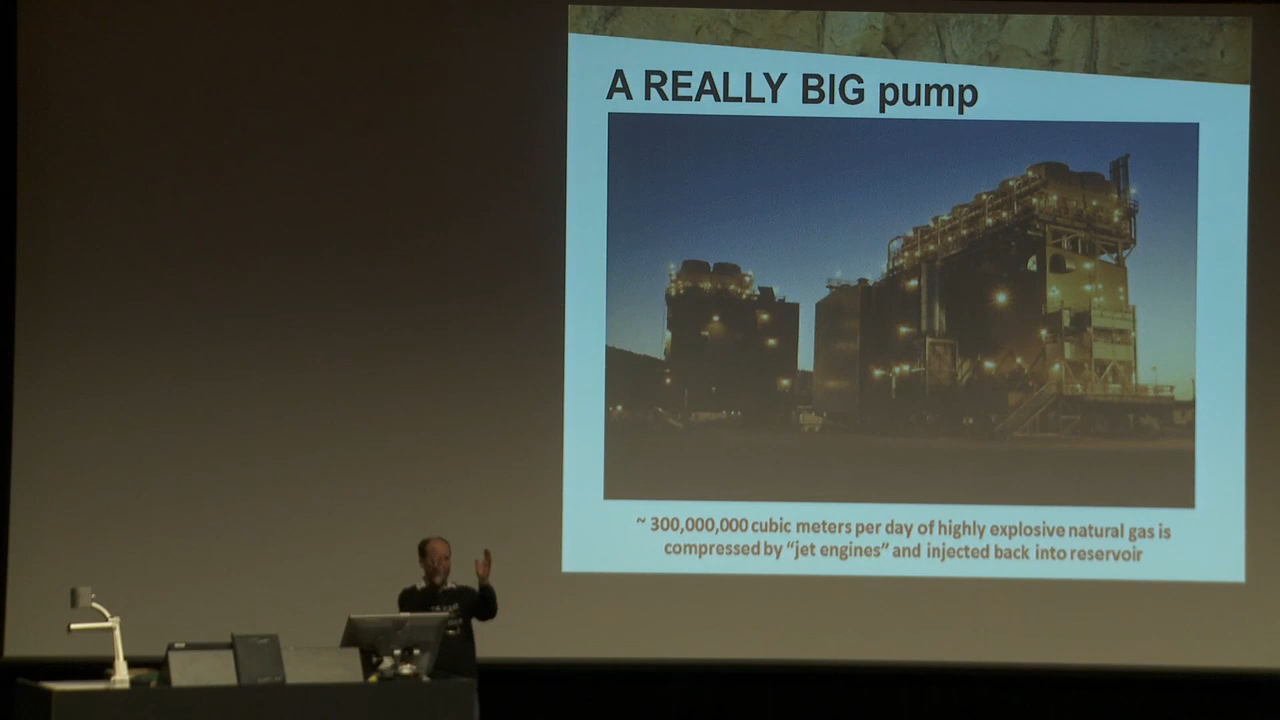 A REALLY BIG pump
~ 300,000,000 cubic meters per day of highly explosive natural gas is
compressed by “jet engines” and injected back into reservoir